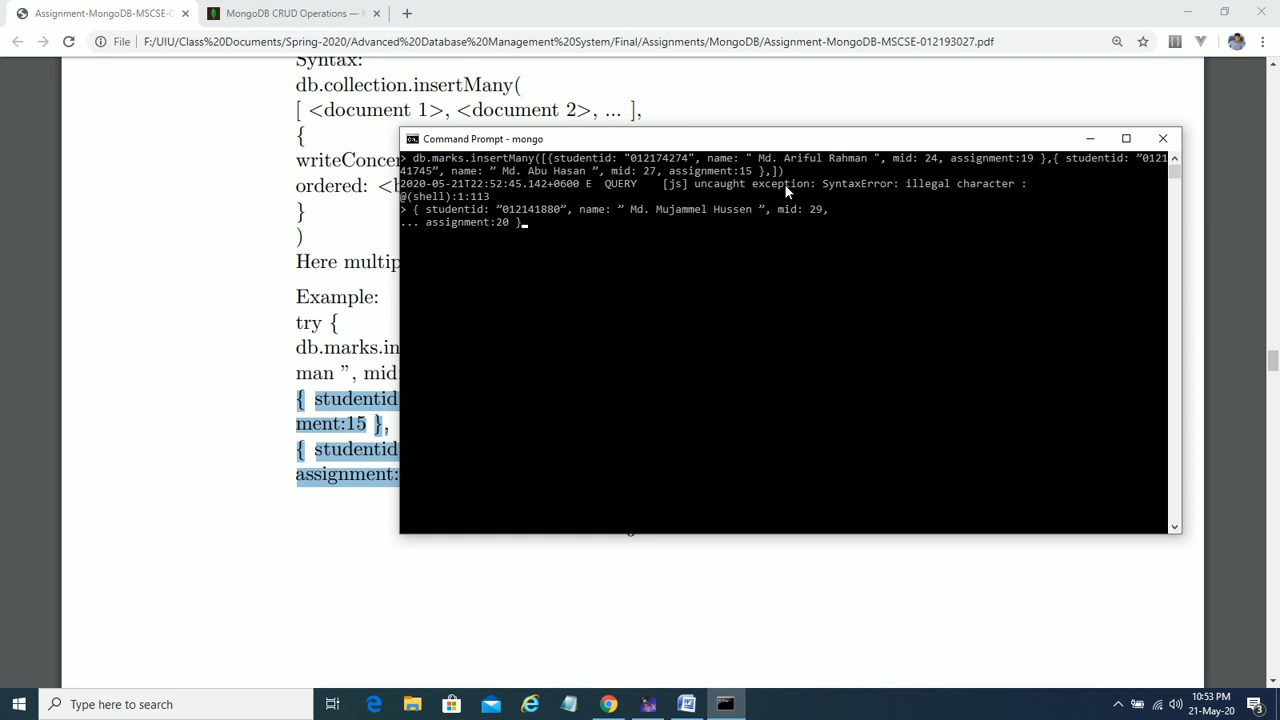 Assignment-MongoDB-MSCSE-0
MongoDB CRUD Operations —
File
F:/UIU/Class%20Documents/Spring-2020/Advanced%20Database%20Management%20System/Final/Assignments/MongoDB/Assignment-MongoDB-MSCSE-012193027.pdf
Syntax:
db.collection.insertMany(
[ <document 1>, <document 2>, ... ],
{
writeConcer
ordered: <b
}
)
Here multip
Example:
try {
db.marks.in
man ”, mid:
{ studentid
ment:15 },
{ studentid
assignment:
Command Prompt - mongo
> db.marks.insertMany([{studentid: "012174274", name: " Md. Ariful Rahman ", mid: 24, assignment:19 },{ studentid: ”0121
41745”, name: ” Md. Abu Hasan ”, mid: 27, assignment:15 },])
2020-05-21T22:52:45.142+0600 E  QUERY    [js] uncaught exception: SyntaxError: illegal character :
@(shell):1:113
> { studentid: ”012141880”, name: ” Md. Mujammel Hussen ”, mid: 29,
... assignment:20 }
Type here to search
10:53 PM
21-May-20
3